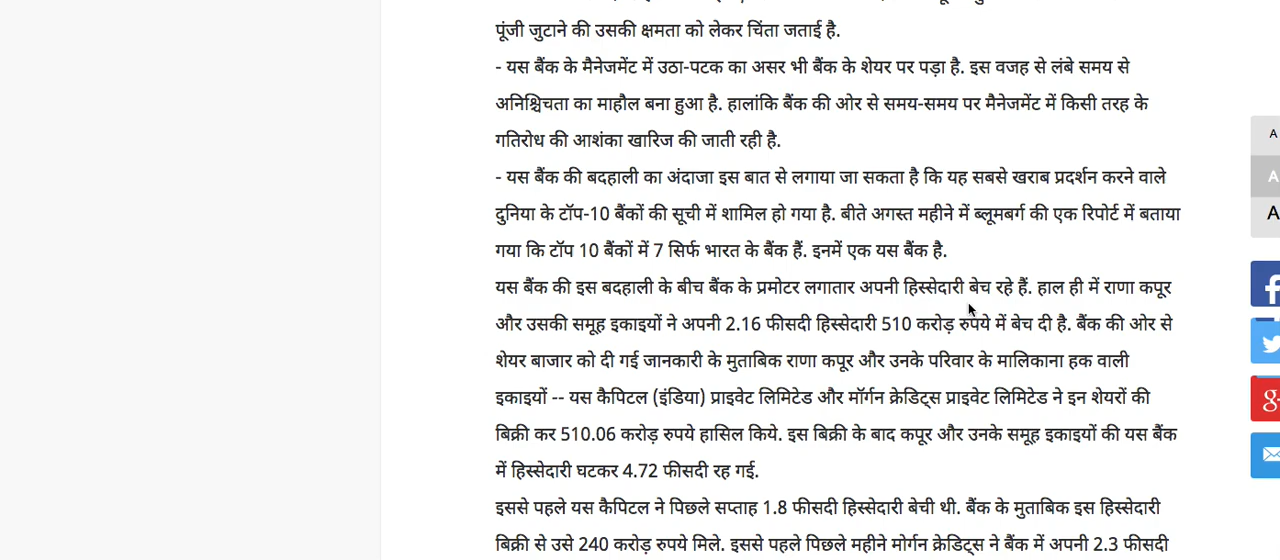 पूंजी जुटाने की उसकी क्षमता को लेकर चिंता जताई है.
- यस बैंक के मैनेजमेंट में उठा-पटक का असर भी बैंक के शेयर पर पड़ा है. इस वजह से लंबे समय से
अनिश्चितता का माहौल बना हुआ है. हालांकि बैंक की ओर से समय-समय पर मैनेजमेंट में किसी तरह के
गतिरोध की आशंका खारिज की जाती रही है.
- यस बैंक की बदहाली का अंदाजा इस बात से लगाया जा सकता है कि यह सबसे खराब प्रदर्शन करने वाले
दुनिया के टॉप-10 बैंकों की सूची में शामिल हो गया है. बीते अगस्त महीने में ब्लूमबर्ग की एक रिपोर्ट में बताया
गया कि टॉप 10 बैंकों में 7 सिर्फ भारत के बैंक हैं. इनमें एक यस बैंक है.
यस बैंक की इस बदहाली के बीच बैंक के प्रमोटर लगातार अपनी हिस्सेदारी बेच रहे हैं. हाल ही में राणा कपूर
और उसकी समूह इकाइयों ने अपनी 2.16 फीसदी हिस्सेदारी 510 करोड़ रुपये में बेच दी है. बैंक की ओर से
शेयर बाजार को दी गई जानकारी के मुताबिक राणा कपूर और उनके परिवार के मालिकाना हक वाली
इकाइयों -- यस कैपिटल (इंडिया) प्राइवेट लिमिटेड और मॉर्गन क्रेडिट्स प्राइवेट लिमिटेड ने इन शेयरों की
बिक्री कर 510.06 करोड़ रुपये हासिल किये. इस बिक्री के बाद कपूर और उनके समूह इकाइयों की यस बैंक
में हिस्सेदारी घटकर 4.72 फीसदी रह गई.
इससे पहले यस कैपिटल ने पिछले सप्ताह 1.8 फीसदी हिस्सेदारी बेची थी. बैंक के मुताबिक इस हिस्सेदारी
बिक्री से उसे 240 करोड़ रुपये मिले. इससे पहले पिछले महीने मोर्गन क्रेडिट्स ने बैंक में अपनी 2.3 फीसदी
A
A
A